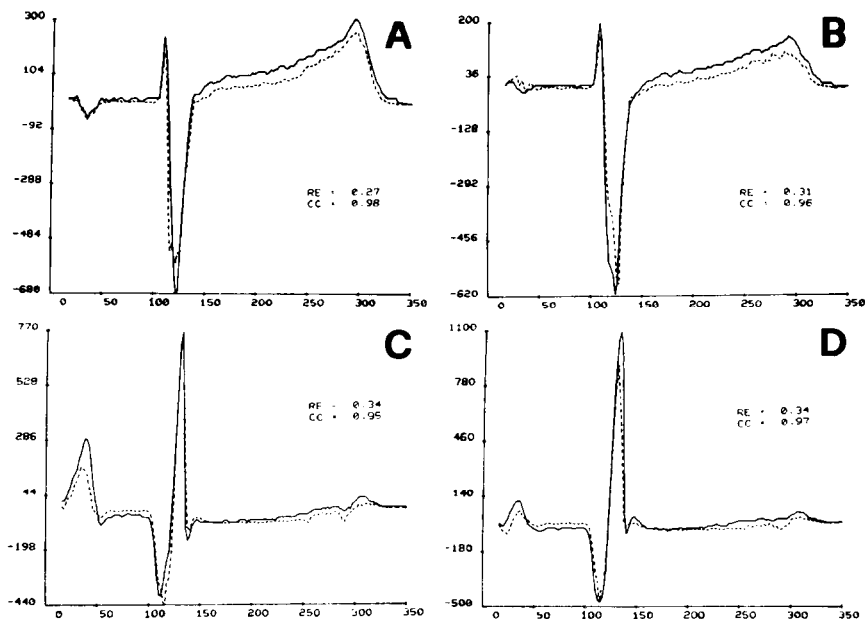 A
300
104
-92
-288
-484
-680
RE = 0.27
CC = 0.98
0 50 100 150 200 250 300 350
B
200
36
-128
-292
-456
-620
RE = 0.31
CC = 0.96
0 50 100 150 200 250 300 350
C
770
528
286
44
-198
-440
RE = 0.34
CC = 0.95
0 50 100 150 200 250 300 350
D
1100
780
460
140
-180
-500
RE = 0.34
CC = 0.97
0 50 100 150 200 250 300 350